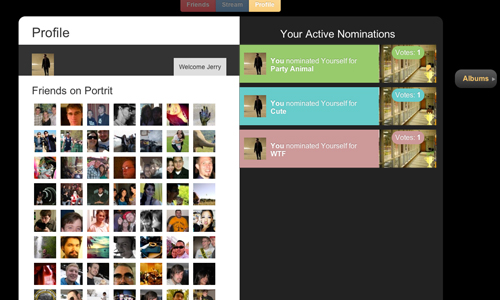 Friends Stream Profile
Profile
Welcome Jerry
Friends on Portrit
Your Active Nominations
You nominated Yourself for
Party Animal
Votes: 1
You nominated Yourself for
Cute
Votes: 1
You nominated Yourself for
WTF
Votes: 1
Albums